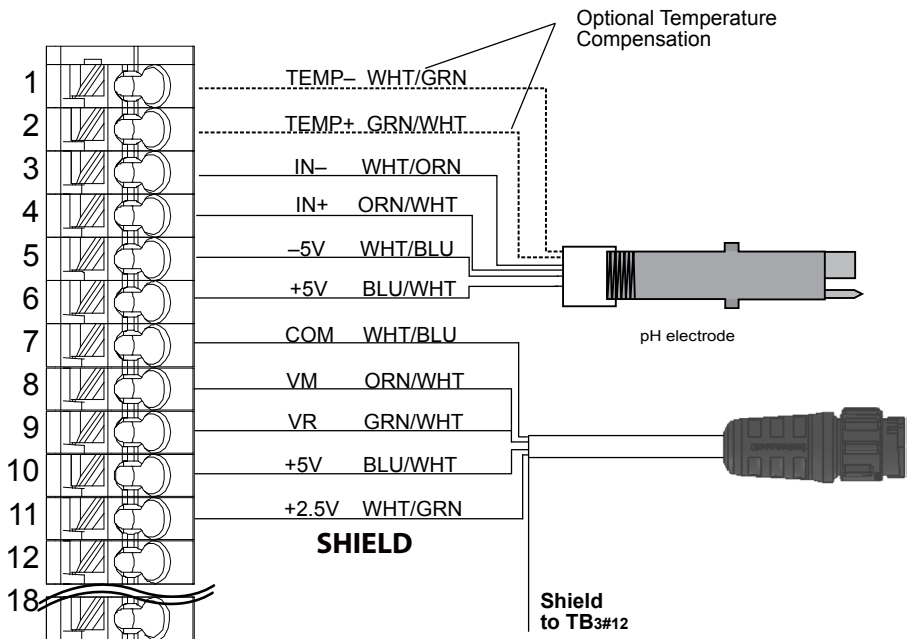 Optional Temperature
Compensation
1 TEMP– WHT/GRN
2 TEMP+ GRN/WHT
3 IN– WHT/ORN
4 IN+ ORN/WHT
5 –5V WHT/BLU
6 +5V BLU/WHT
pH electrode
7 COM WHT/BLU
8 VM ORN/WHT
9 VR GRN/WHT
10 +5V BLU/WHT
11 +2.5V WHT/GRN
SHIELD
12
18
Shield
to TB3#12